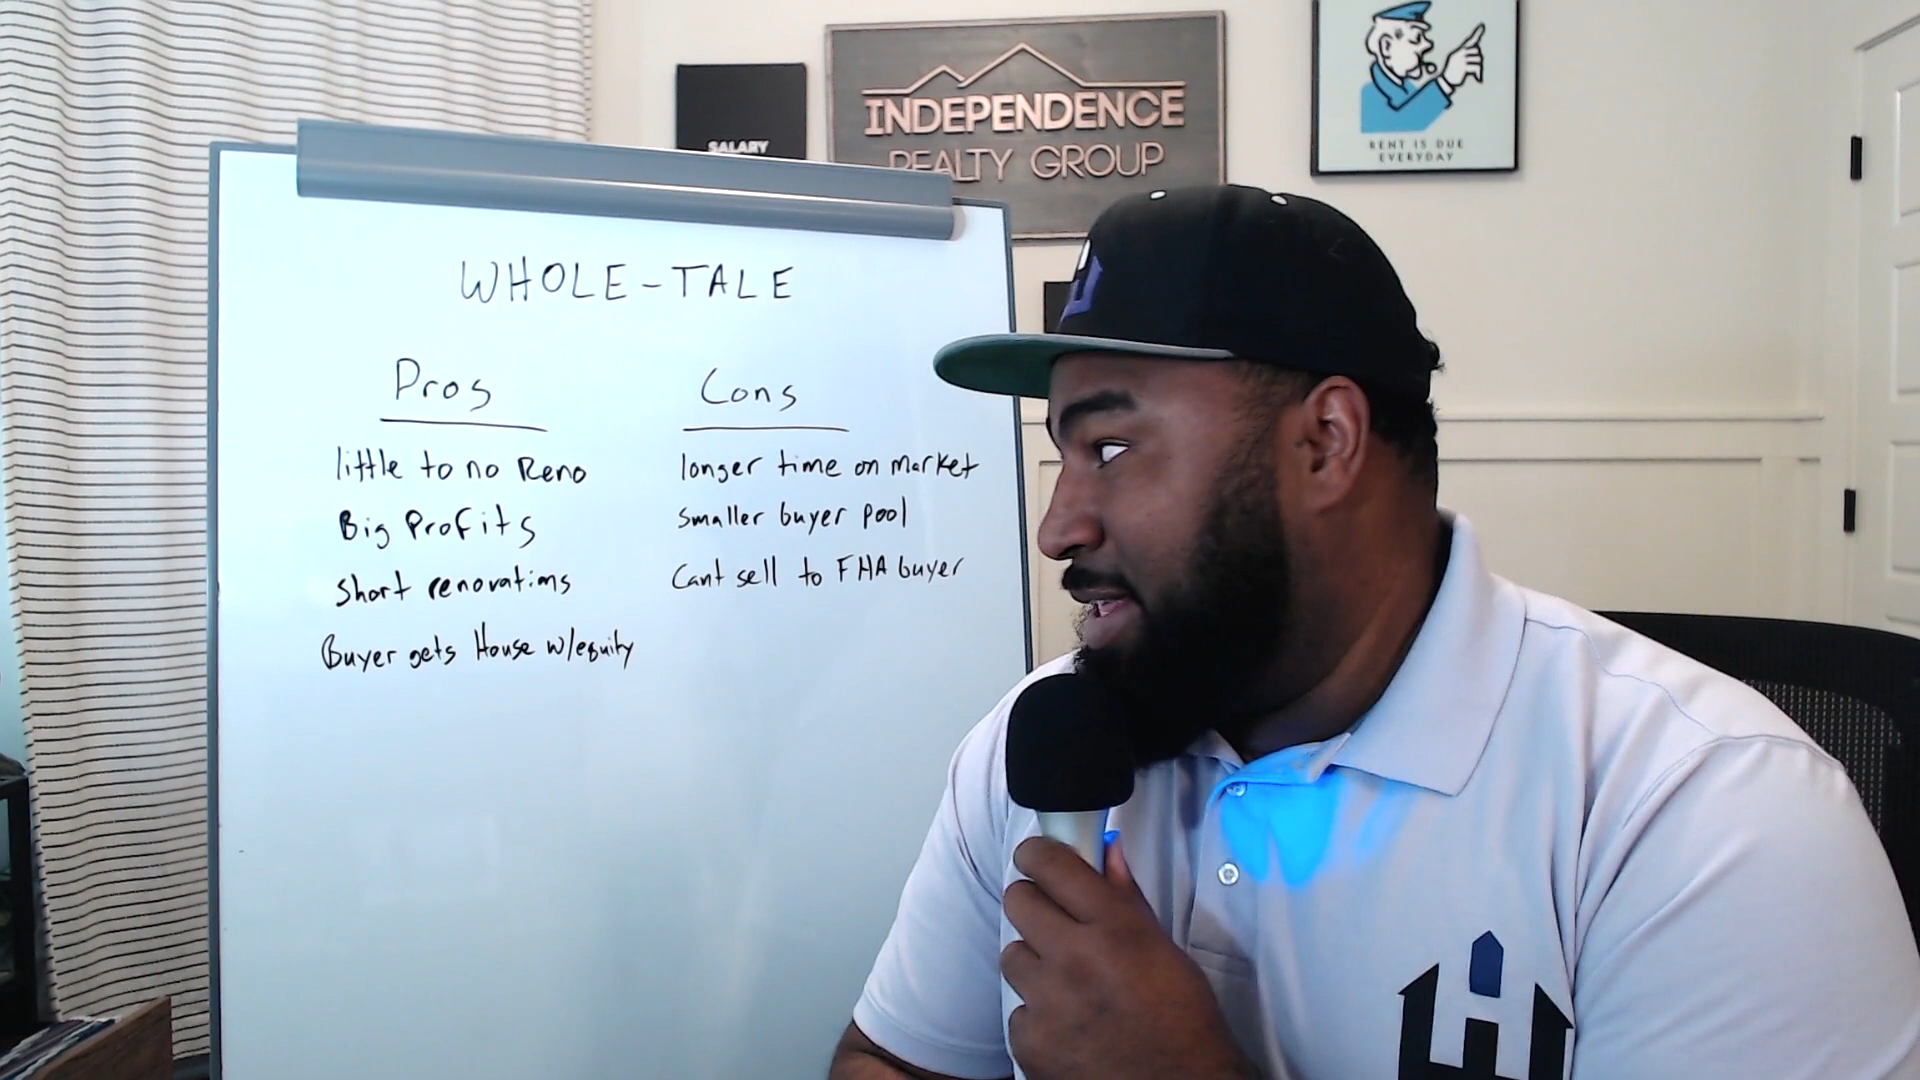 SALARY
INDEPENDENCE
REALTY GROUP
RENT IS DUE
EVERYDAY
WHOLE-TALE
Pros
little to no Reno
Big Profits
Short renovations
Buyer gets House w/equity
Cons
longer time on market
Smaller buyer pool
Cant sell to FHA buyer